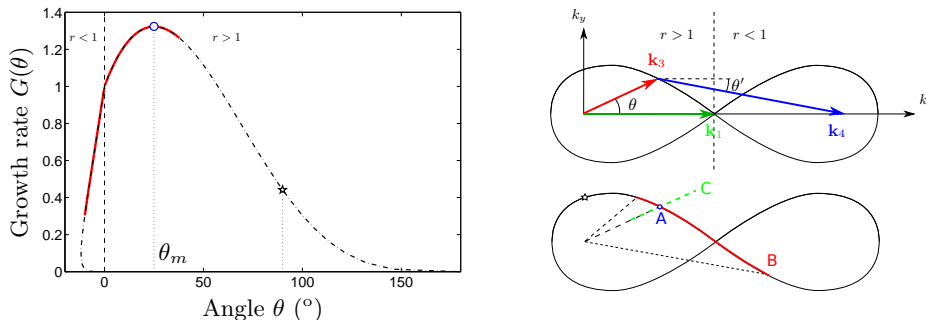 Growth rate G(θ)
1.4
1.2
1
0.8
0.6
0.4
0.2
0
r < 1
r > 1
θm
0
50
100
150
Angle θ (°)
ky
r > 1
r < 1
k3
θ'
θ
k1
k4
k
C
A
B